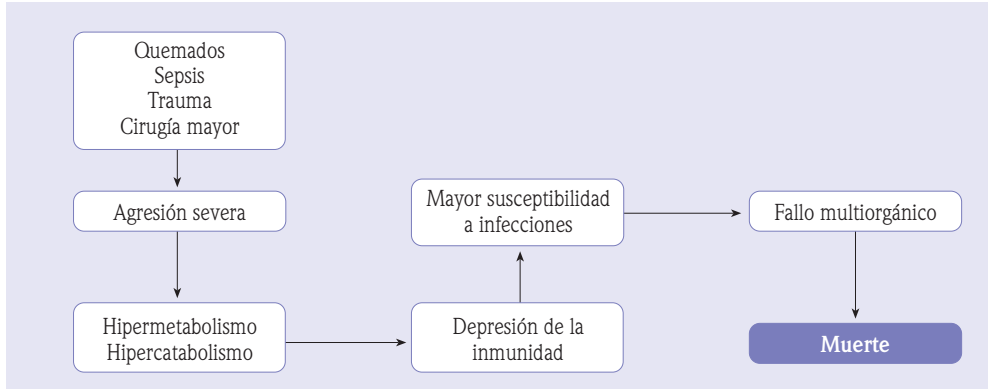 Quemados
Sepsis
Trauma
Cirugía mayor
Agresión severa
Hipermetabolismo
Hipercatabolismo
Depresión de la
inmunidad
Mayor susceptibilidad
a infecciones
Fallo multiorgánico
Muerte